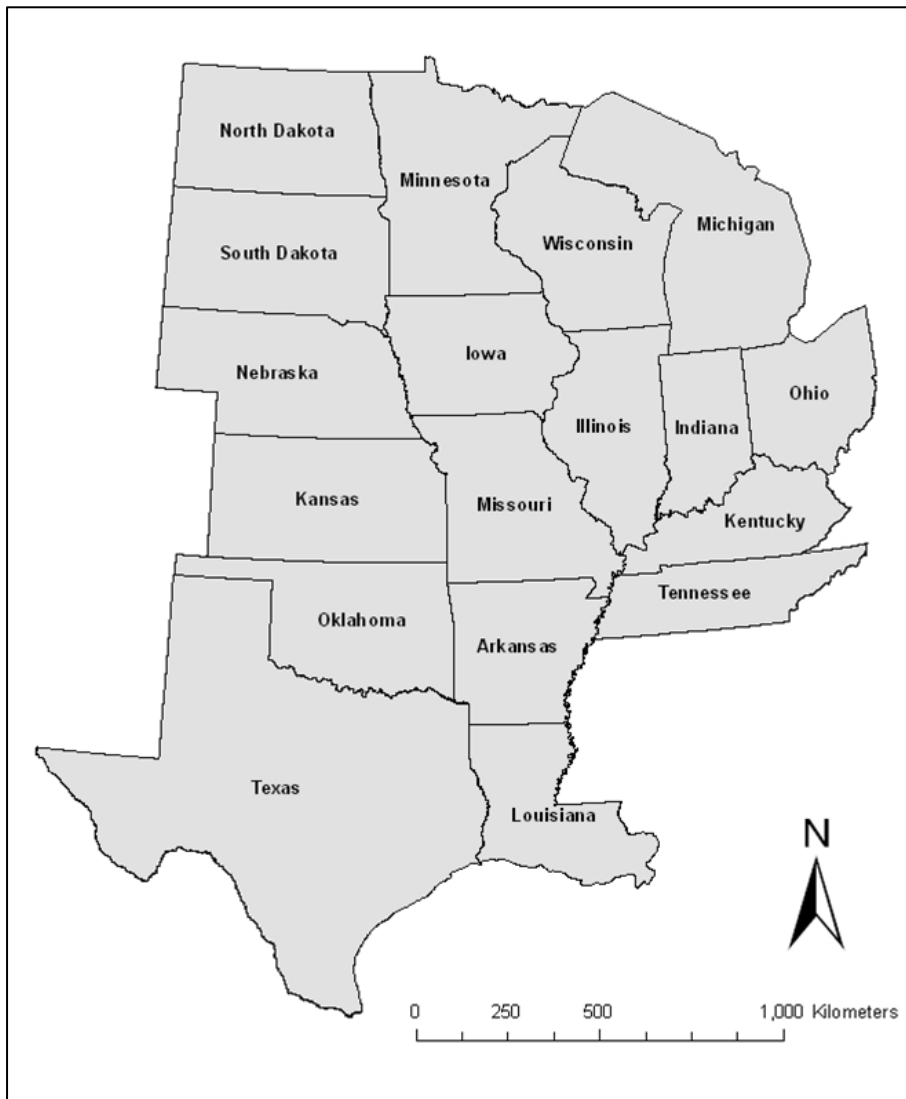 North Dakota
Minnesota
South Dakota
Wisconsin
Michigan
Nebraska
Iowa
Ohio
Illinois
Indiana
Kansas
Missouri
Kentucky
Tennessee
Oklahoma
Arkansas
Texas
Louisiana
N
0 250 500 1,000 Kilometers